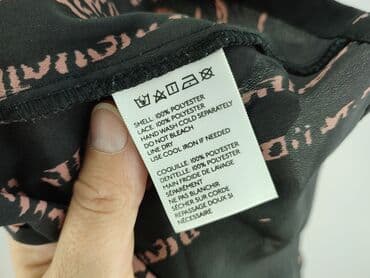 SHELL: 100% POLYESTER
LACE: 100% POLYESTER
HAND WASH COLD SEPARATELY
DO NOT BLEACH
LINE DRY
USE COOL IRON IF NEEDED
COQUILLE: 100% POLYESTER
DENTELLE: 100% POLYESTER
MAIN FROIDE DE LAVAGE
SÉPARÉMENT
NE PAS BLANCHIR
SÉCHER SUR CORDE
REPASSAGE DOUX SI
NÉCESSAIRE